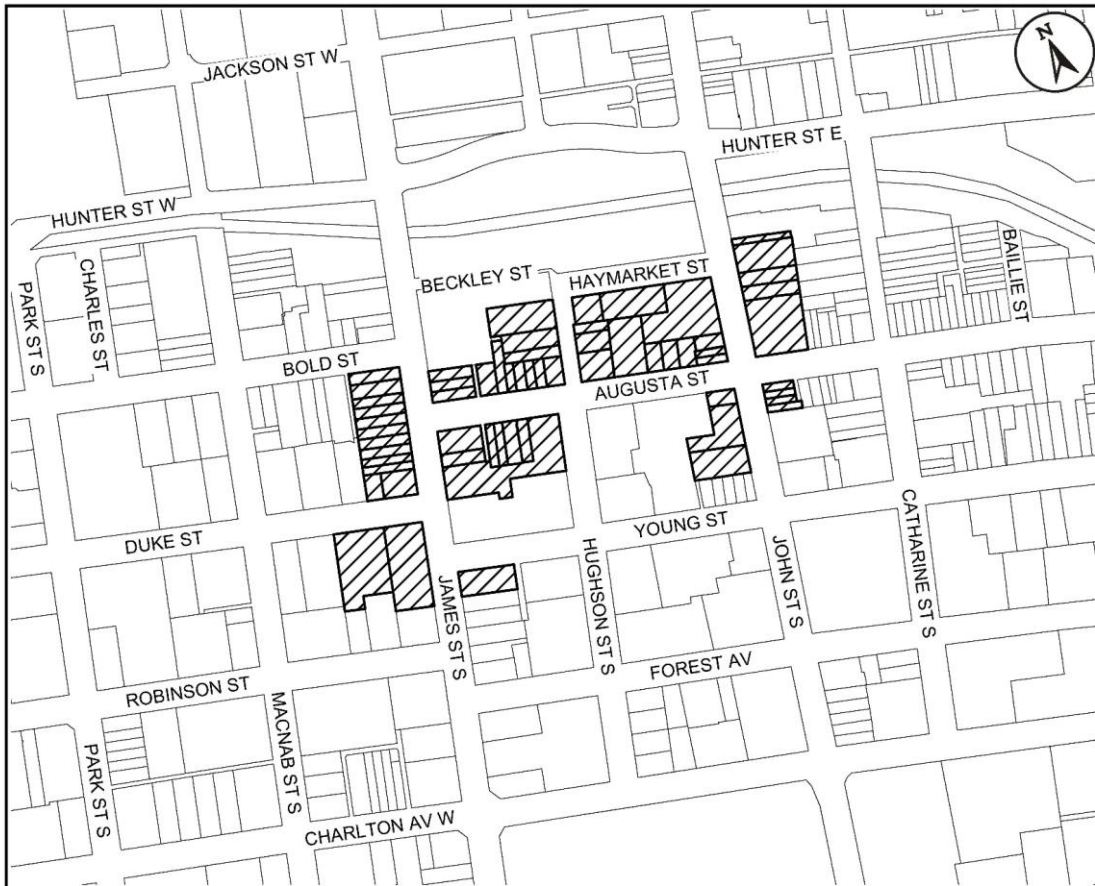 N
JACKSON ST W
HUNTER ST E
HUNTER ST W
BAILLIE ST
CHARLES ST
PARK ST S
BECKLEY ST
HAYMARKET ST
BOLD ST
AUGUSTA ST
CATHARINE ST S
YOUNG ST
DUKE ST
JOHN ST S
HUGHSON ST S
JAMES ST S
FOREST AV
ROBINSON ST
MACNAB ST S
PARK ST S
CHARLTON AV W